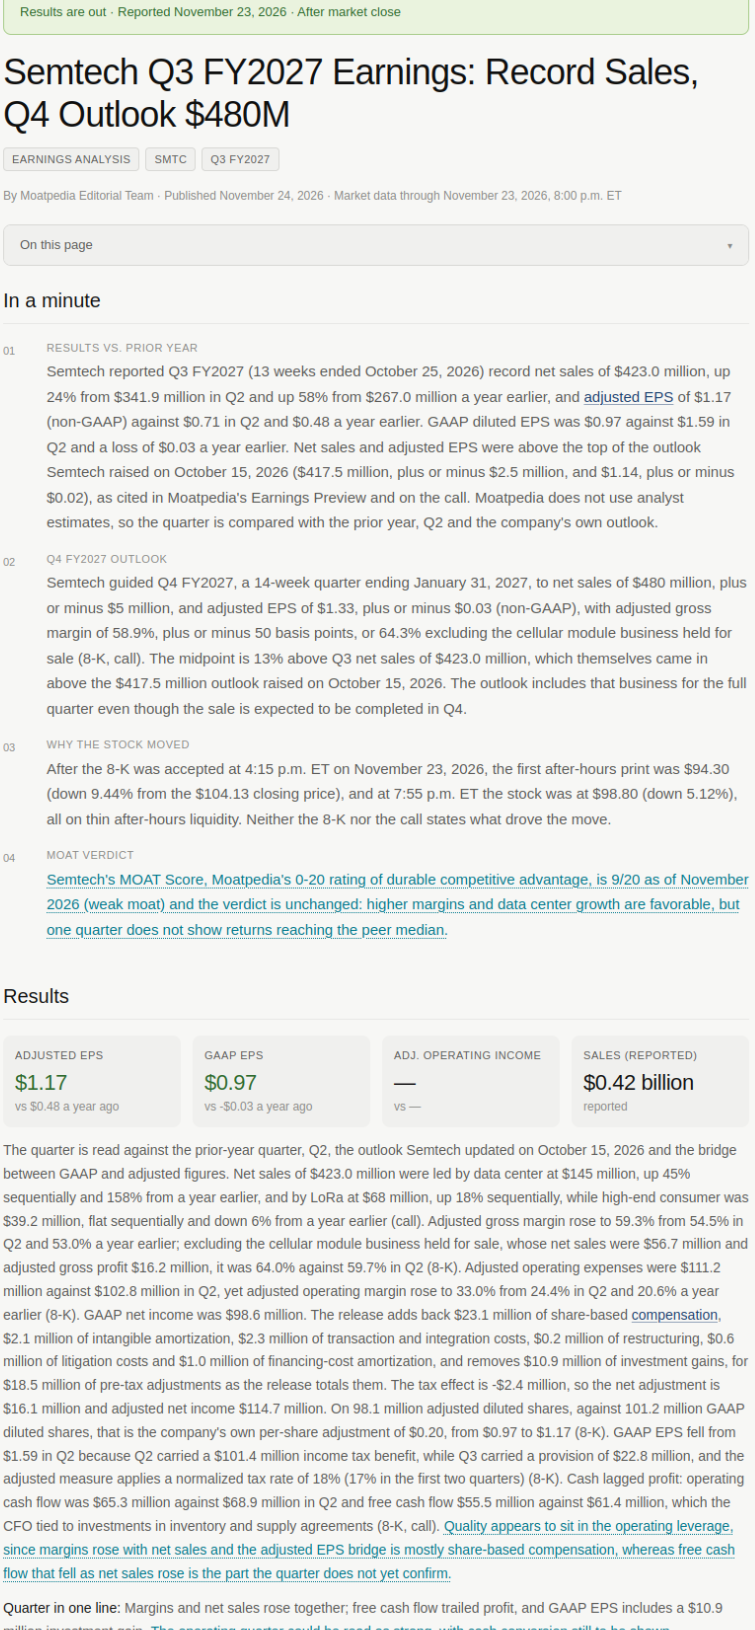 Results are out · Reported November 23, 2026 · After market close
Semtech Q3 FY2027 Earnings: Record Sales,
Q4 Outlook $480M
EARNINGS ANALYSIS
SMTC
Q3 FY2027
By Moatpedia Editorial Team · Published November 24, 2026 · Market data through November 23, 2026, 8:00 p.m. ET
On this page
In a minute
01
RESULTS VS. PRIOR YEAR
Semtech reported Q3 FY2027 (13 weeks ended October 25, 2026) record net sales of $423.0 million, up
24% from $341.9 million in Q2 and up 58% from $267.0 million a year earlier, and adjusted EPS of $1.17
(non-GAAP) against $0.71 in Q2 and $0.48 a year earlier. GAAP diluted EPS was $0.97 against $1.59 in
Q2 and a loss of $0.03 a year earlier. Net sales and adjusted EPS were above the top of the outlook
Semtech raised on October 15, 2026 ($417.5 million, plus or minus $2.5 million, and $1.14, plus or minus
$0.02), as cited in Moatpedia's Earnings Preview and on the call. Moatpedia does not use analyst
estimates, so the quarter is compared with the prior year, Q2 and the company's own outlook.
02
Q4 FY2027 OUTLOOK
Semtech guided Q4 FY2027, a 14-week quarter ending January 31, 2027, to net sales of $480 million, plus
or minus $5 million, and adjusted EPS of $1.33, plus or minus $0.03 (non-GAAP), with adjusted gross
margin of 58.9%, plus or minus 50 basis points, or 64.3% excluding the cellular module business held for
sale (8-K, call). The midpoint is 13% above Q3 net sales of $423.0 million, which themselves came in
above the $417.5 million outlook raised on October 15, 2026. The outlook includes that business for the full
quarter even though the sale is expected to be completed in Q4.
03
WHY THE STOCK MOVED
After the 8-K was accepted at 4:15 p.m. ET on November 23, 2026, the first after-hours print was $94.30
(down 9.44% from the $104.13 closing price), and at 7:55 p.m. ET the stock was at $98.80 (down 5.12%),
all on thin after-hours liquidity. Neither the 8-K nor the call states what drove the move.
04
MOAT VERDICT
Semtech's MOAT Score, Moatpedia's 0-20 rating of durable competitive advantage, is 9/20 as of November
2026 (weak moat) and the verdict is unchanged: higher margins and data center growth are favorable, but
one quarter does not show returns reaching the peer median.
Results
ADJUSTED EPS
$1.17
vs $0.48 a year ago
GAAP EPS
$0.97
vs -$0.03 a year ago
ADJ. OPERATING INCOME
—
vs —
SALES (REPORTED)
$0.42 billion
reported
The quarter is read against the prior-year quarter, Q2, the outlook Semtech updated on October 15, 2026 and the bridge
between GAAP and adjusted figures. Net sales of $423.0 million were led by data center at $145 million, up 45%
sequentially and 158% from a year earlier, and by LoRa at $68 million, up 18% sequentially, while high-end consumer was
$39.2 million, flat sequentially and down 6% from a year earlier (call). Adjusted gross margin rose to 59.3% from 54.5% in
Q2 and 53.0% a year earlier; excluding the cellular module business held for sale, whose net sales were $56.7 million and
adjusted gross profit $16.2 million, it was 64.0% against 59.7% in Q2 (8-K). Adjusted operating expenses were $111.2
million against $102.8 million in Q2, yet adjusted operating margin rose to 33.0% from 24.4% in Q2 and 20.6% a year
earlier (8-K). GAAP net income was $98.6 million. The release adds back $23.1 million of share-based compensation,
$2.1 million of intangible amortization, $2.3 million of transaction and integration costs, $0.2 million of restructuring, $0.6
million of litigation costs and $1.0 million of financing-cost amortization, and removes $10.9 million of investment gains, for
$18.5 million of pre-tax adjustments as the release totals them. The tax effect is -$2.4 million, so the net adjustment is
$16.1 million and adjusted net income $114.7 million. On 98.1 million adjusted diluted shares, against 101.2 million GAAP
diluted shares, that is the company's own per-share adjustment of $0.20, from $0.97 to $1.17 (8-K). GAAP EPS fell from
$1.59 in Q2 because Q2 carried a $101.4 million income tax benefit, while Q3 carried a provision of $22.8 million, and the
adjusted measure applies a normalized tax rate of 18% (17% in the first two quarters) (8-K). Cash lagged profit: operating
cash flow was $65.3 million against $68.9 million in Q2 and free cash flow $55.5 million against $61.4 million, which the
CFO tied to investments in inventory and supply agreements (8-K, call). Quality appears to sit in the operating leverage,
since margins rose with net sales and the adjusted EPS bridge is mostly share-based compensation, whereas free cash
flow that fell as net sales rose is the part the quarter does not yet confirm.
Quarter in one line: Margins and net sales rose together; free cash flow trailed profit, and GAAP EPS includes a $10.9
million investment gain. The operating quarter could be read as strong, with cash conversion still to be shown.